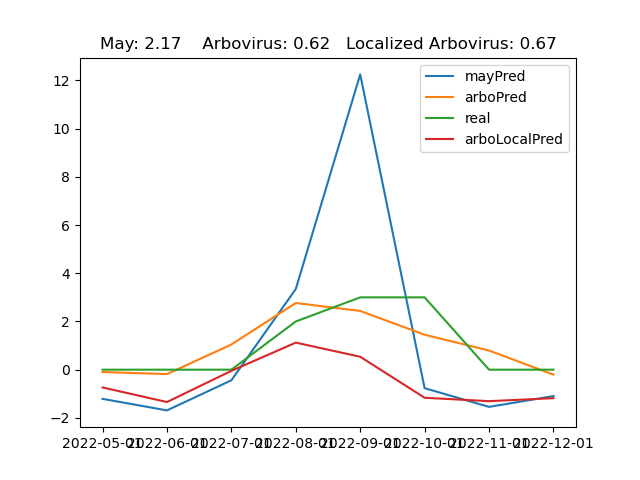 May: 2.17 Arbovirus: 0.62 Localized Arbovirus: 0.67
mayPred
arboPred
real
arboLocalPred
12
10
8
6
4
2
0
−2
2022-05-01 2022-06-01 2022-07-01 2022-08-01 2022-09-01 2022-10-01 2022-11-01 2022-12-01